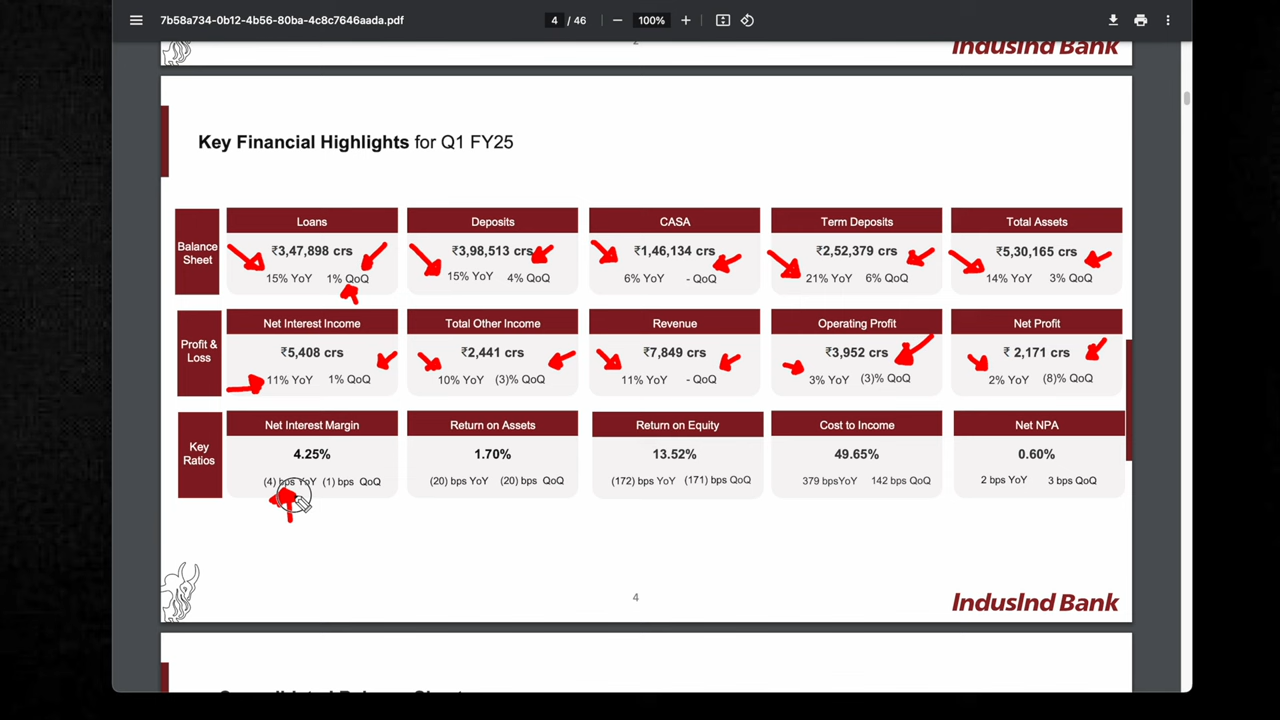 7b58a734-0b12-4b56-80ba-4c8c7646aada.pdf
4 / 46
100%
2
IndusInd Bank
Key Financial Highlights for Q1 FY25
Balance Sheet
Loans
₹3,47,898 crs
15% YoY 1% QoQ
Deposits
₹3,98,513 crs
15% YoY 4% QoQ
CASA
₹1,46,134 crs
6% YoY - QoQ
Term Deposits
₹2,52,379 crs
21% YoY 6% QoQ
Total Assets
₹5,30,165 crs
14% YoY 3% QoQ
Profit & Loss
Net Interest Income
₹5,408 crs
11% YoY 1% QoQ
Total Other Income
₹2,441 crs
10% YoY (3)% QoQ
Revenue
₹7,849 crs
11% YoY - QoQ
Operating Profit
₹3,952 crs
3% YoY (3)% QoQ
Net Profit
₹ 2,171 crs
2% YoY (8)% QoQ
Key Ratios
Net Interest Margin
4.25%
(4) bps YoY (1) bps QoQ
Return on Assets
1.70%
(20) bps YoY (20) bps QoQ
Return on Equity
13.52%
(172) bps YoY (171) bps QoQ
Cost to Income
49.65%
379 bpsYoY 142 bps QoQ
Net NPA
0.60%
2 bps YoY 3 bps QoQ
4
IndusInd Bank